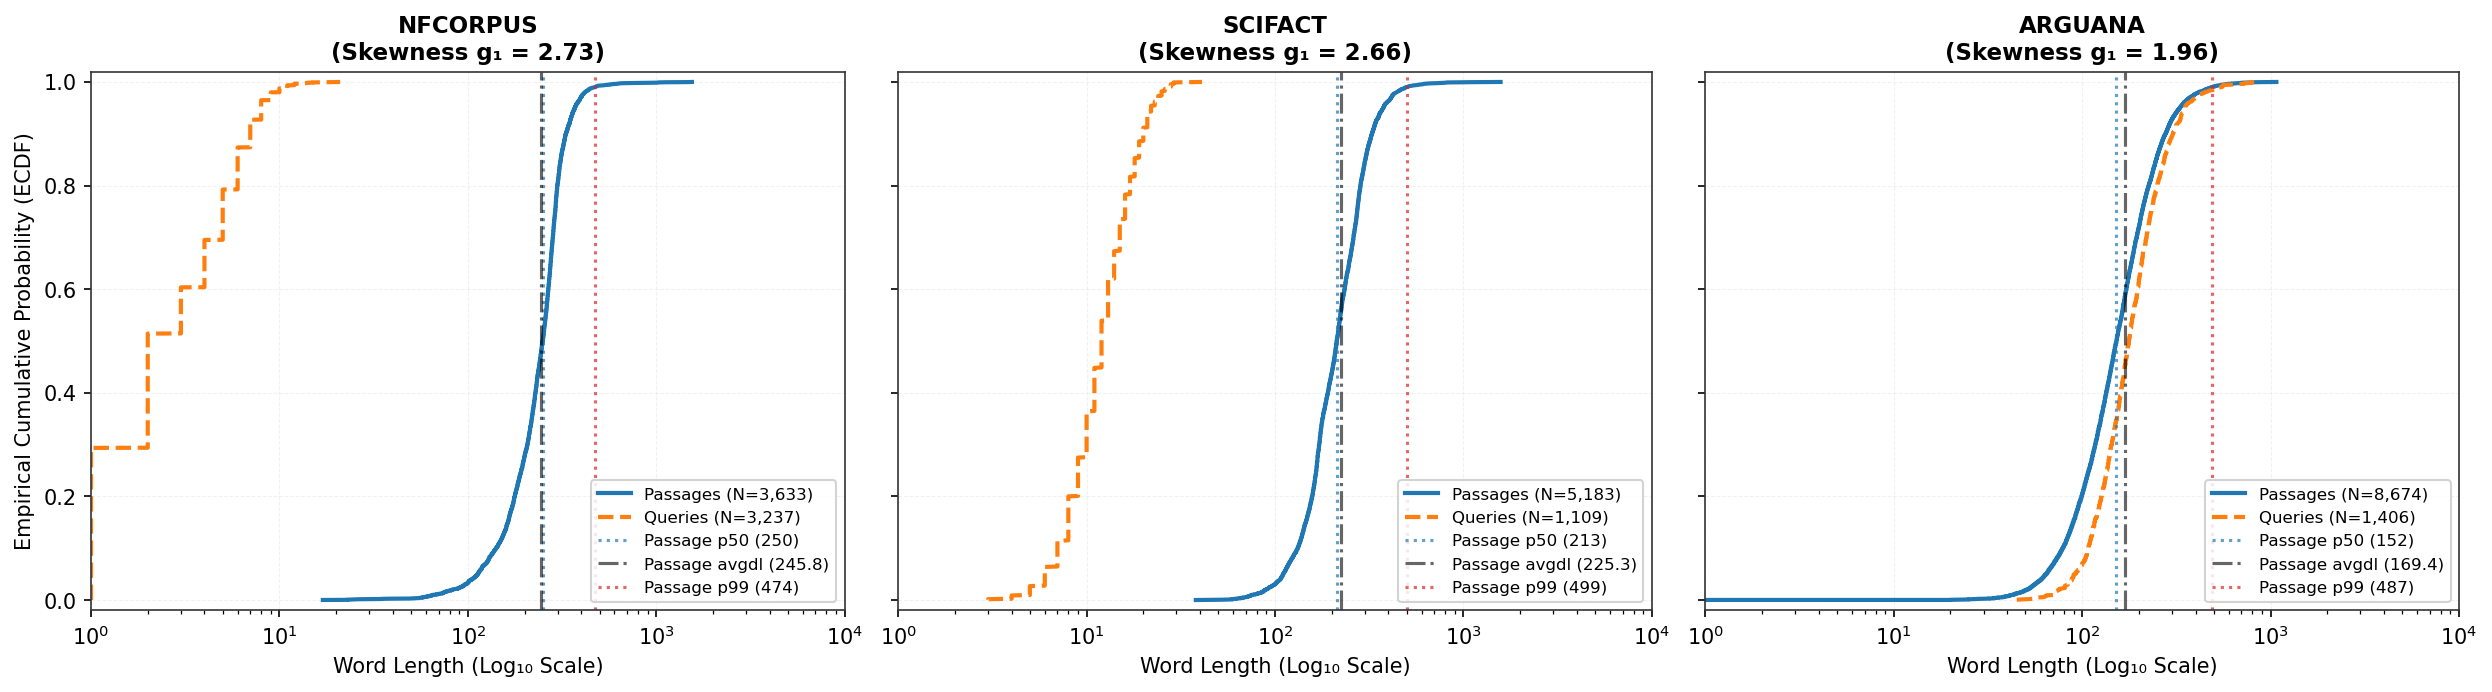 NFCORPUS
(Skewness g₁ = 2.73)
Empirical Cumulative Probability (ECDF)
1.0
0.8
0.6
0.4
0.2
0.0
Passages (N=3,633)
Queries (N=3,237)
Passage p50 (250)
Passage avgdl (245.8)
Passage p99 (474)
10⁰
10¹
10²
10³
10⁴
Word Length (Log₁₀ Scale)
SCIFACT
(Skewness g₁ = 2.66)
Passages (N=5,183)
Queries (N=1,109)
Passage p50 (213)
Passage avgdl (225.3)
Passage p99 (499)
10⁰
10¹
10²
10³
10⁴
Word Length (Log₁₀ Scale)
ARGUANA
(Skewness g₁ = 1.96)
Passages (N=8,674)
Queries (N=1,406)
Passage p50 (152)
Passage avgdl (169.4)
Passage p99 (487)
10⁰
10¹
10²
10³
10⁴
Word Length (Log₁₀ Scale)